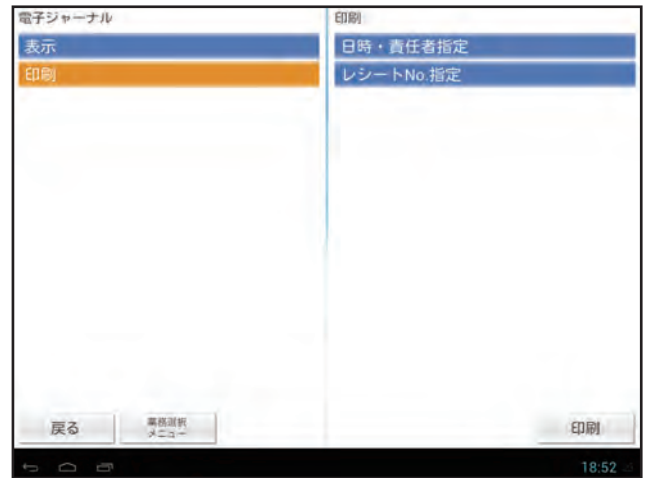 電子ジャーナル
表示
印刷
印刷
日時・責任者指定
レシートNo.指定
戻る
業務選択
メニュー
印刷
18:52